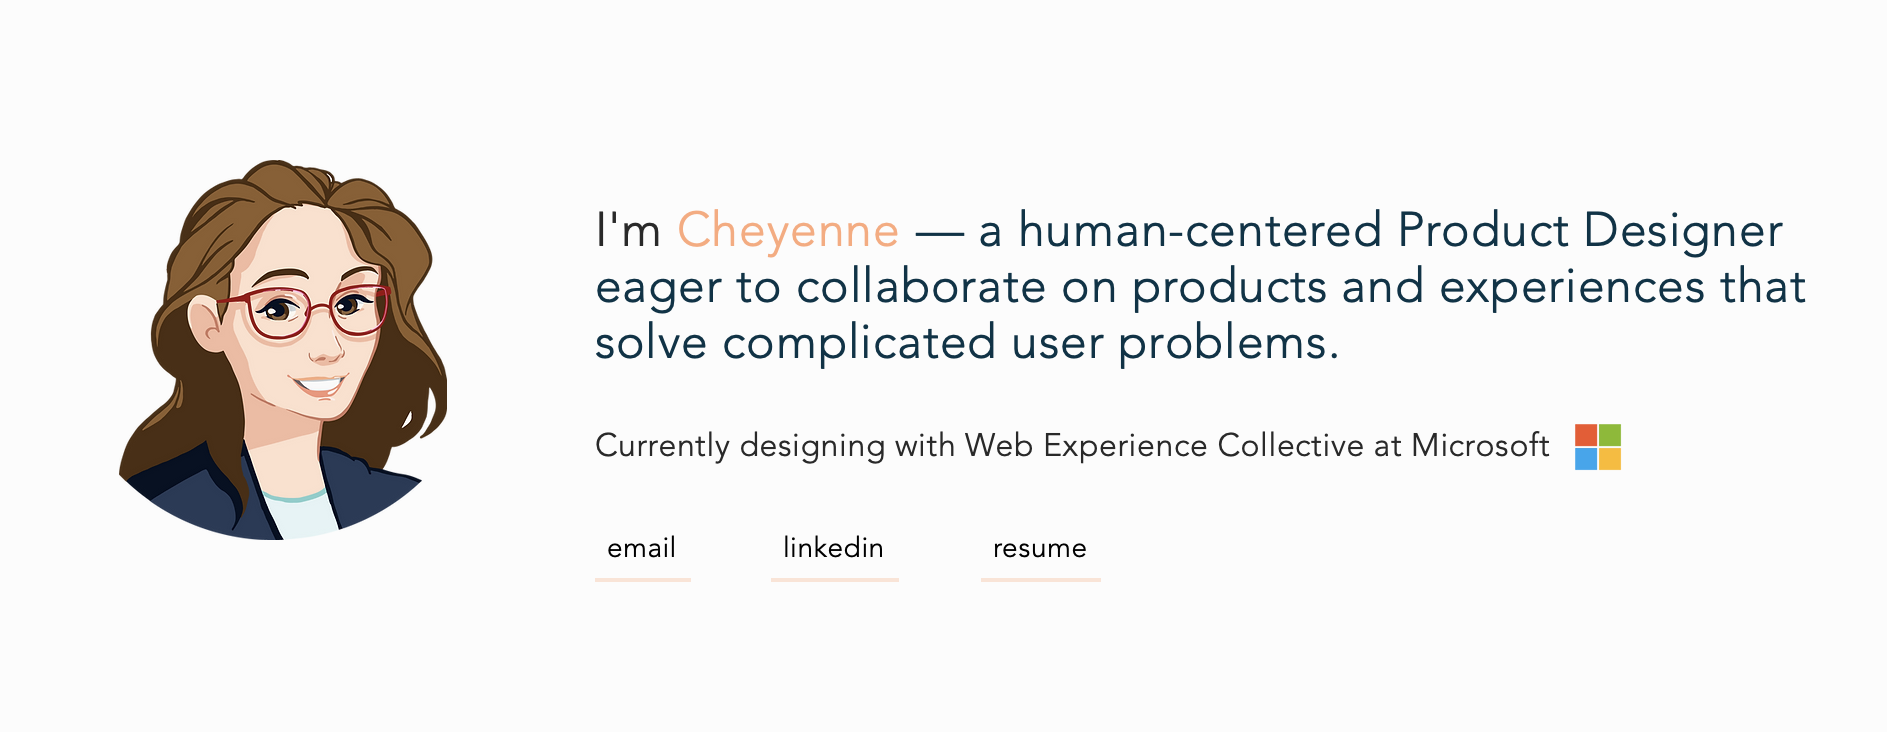 I'm Cheyenne — a human-centered Product Designer
eager to collaborate on products and experiences that
solve complicated user problems.
Currently designing with Web Experience Collective at Microsoft
email
linkedin
resume